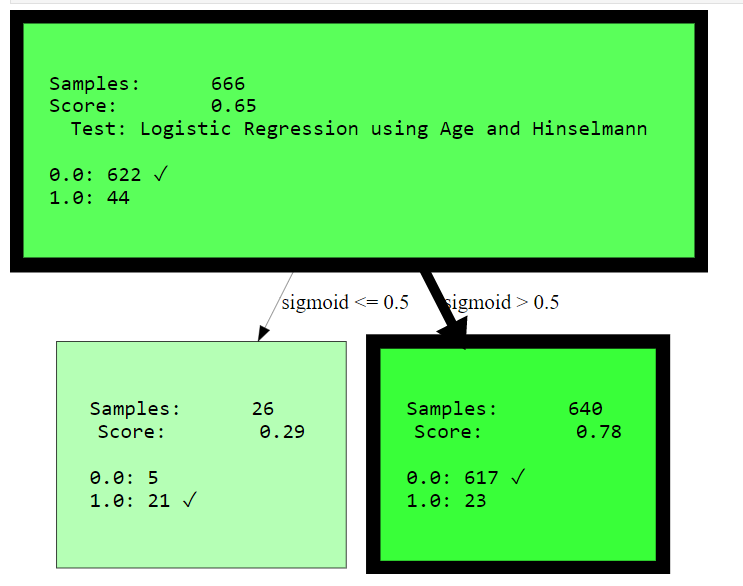 Samples: 666
Score: 0.65
Test: Logistic Regression using Age and Hinselmann
0.0: 622 ✓
1.0: 44
sigmoid <= 0.5
sigmoid > 0.5
Samples: 26
Score: 0.29
0.0: 5
1.0: 21 ✓
Samples: 640
Score: 0.78
0.0: 617 ✓
1.0: 23